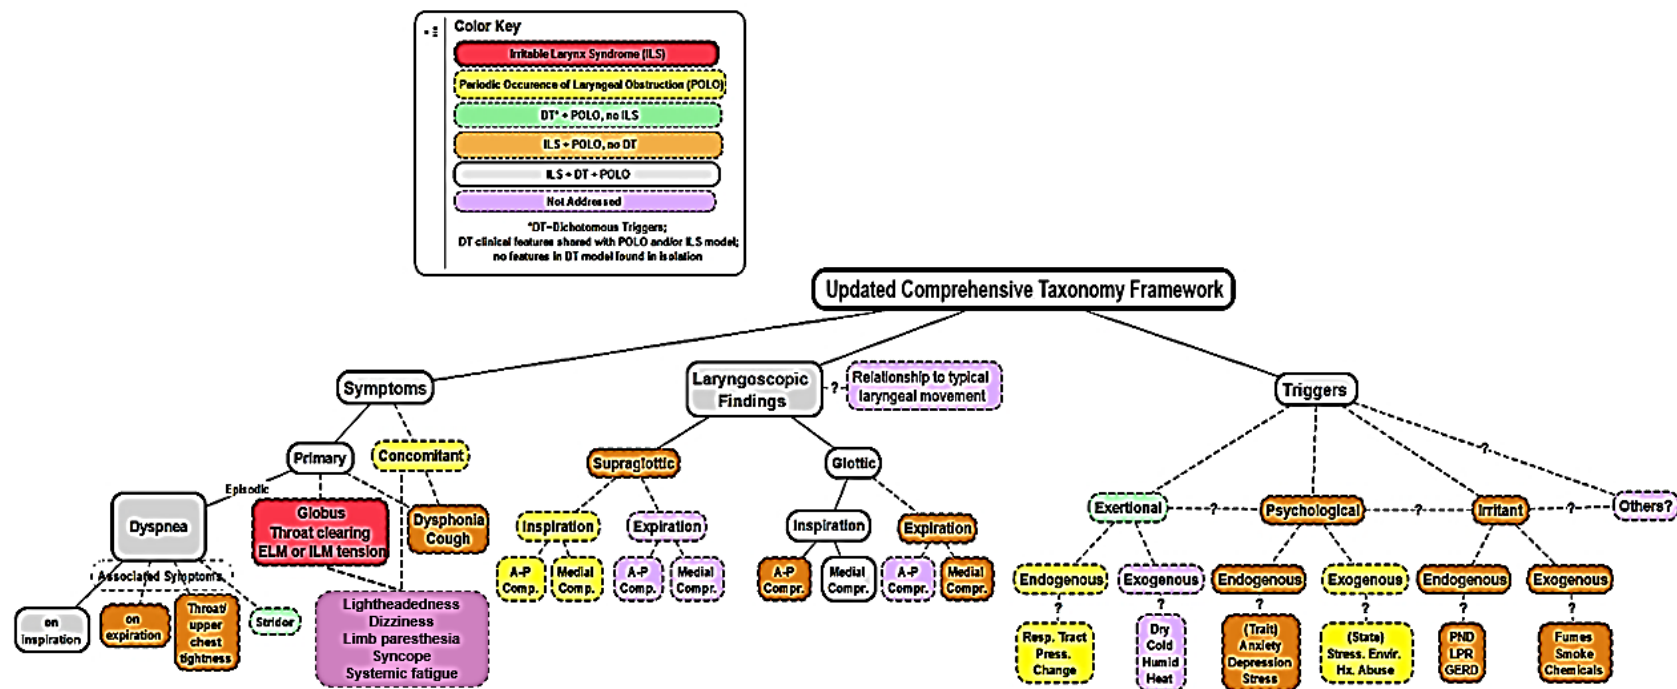 Color Key
Irritable Larynx Syndrome (ILS)
Periodic Occurence of Laryngeal Obstruction (POLO)
DT* + POLO, no ILS
ILS + POLO, no DT
ILS + DT + POLO
Not Addressed
*DT=Dichotomous Triggers;
DT clinical features shared with POLO and/or ILS model;
no features in DT model found in isolation
Updated Comprehensive Taxonomy Framework
Symptoms
Laryngoscopic
Findings
?
Relationship to typical
laryngeal movement
Triggers
Primary
Concomitant
Supraglottic
Glottic
?
Episodic
Dyspnea
Globus
Throat clearing
ELM or ILM tension
Dysphonia
Cough
Inspiration
Expiration
Inspiration
Expiration
Exertional
?
Psychological
?
Irritant
?
Others?
Associated Symptoms
A-P
Comp.
Medial
Comp.
A-P
Comp.
Medial
Compr.
A-P
Compr.
Medial
Compr.
A-P
Compr.
Medial
Compr.
Endogenous
Exogenous
Endogenous
Exogenous
Endogenous
Exogenous
?
?
?
?
?
?
on
inspiration
on
expiration
Throat/
upper
chest
tightness
Stridor
Lightheadedness
Dizziness
Limb paresthesia
Syncope
Systemic fatigue
Resp. Tract
Press.
Change
Dry
Cold
Humid
Heat
(Trait)
Anxiety
Depression
Stress
(State)
Stress. Envir.
Hx. Abuse
PND
LPR
GERD
Fumes
Smoke
Chemicals